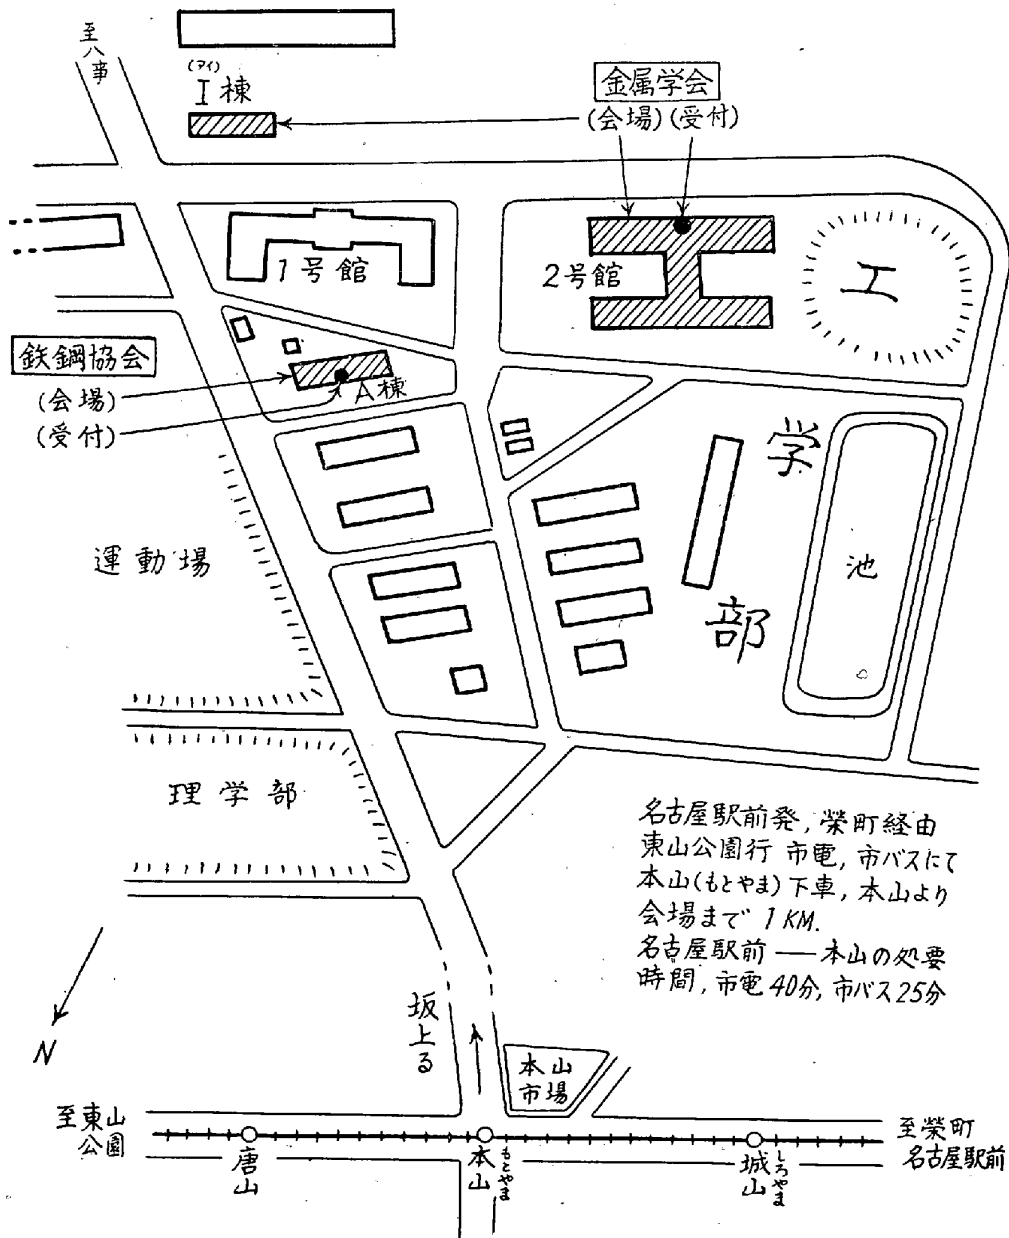 至八事
(アイ)
I棟
金属学会
(会場)(受付)
1号館
2号館
工
鉄鋼協会
(会場)
(受付)
A棟
学
運動場
池
部
理学部
名古屋駅前発,榮町経由
東山公園行 市電,市バスにて
本山(もとやま)下車,本山より
会場まで 1KM.
名古屋駅前―本山の処要
時間,市電40分,市バス25分
N
坂上る
本山
市場
至東山
公園
唐山
本山
もとやま
城山
しろやま
至榮町
名古屋駅前